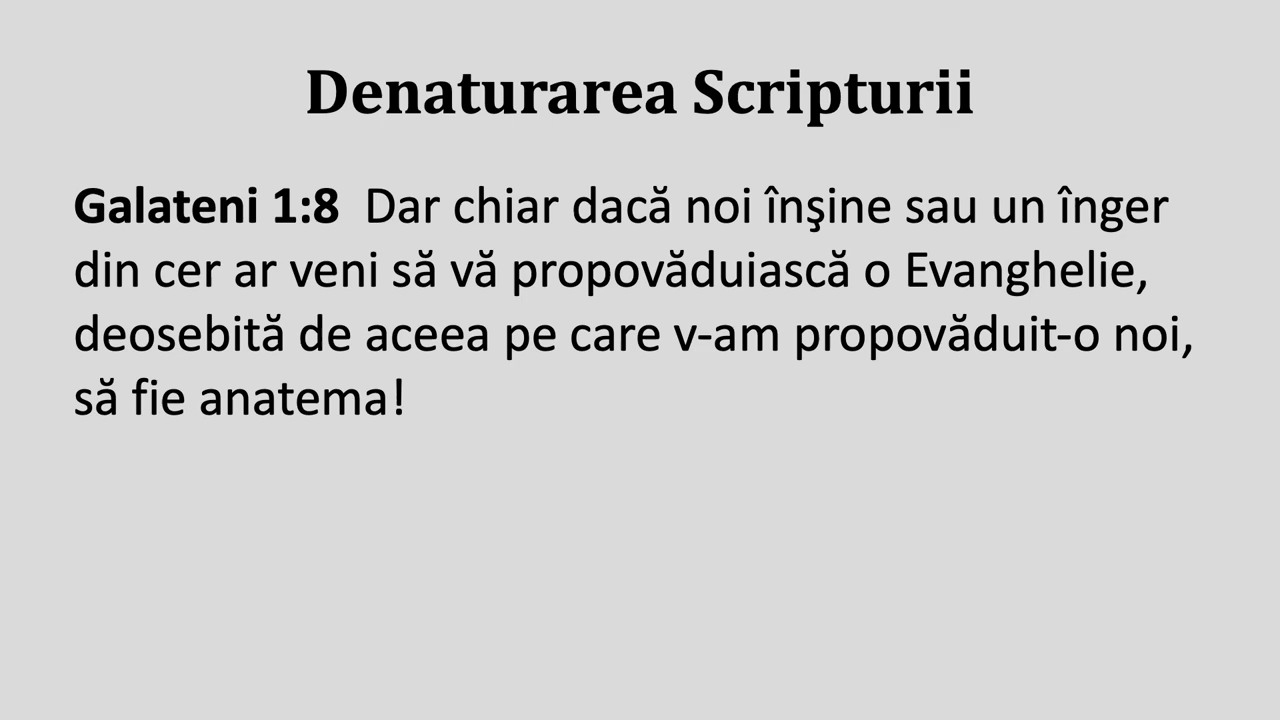 Denaturarea Scripturii
Galateni 1:8  Dar chiar dacă noi înşine sau un înger
din cer ar veni să vă propovăduiască o Evanghelie,
deosebită de aceea pe care v-am propovăduit-o noi,
să fie anatema!